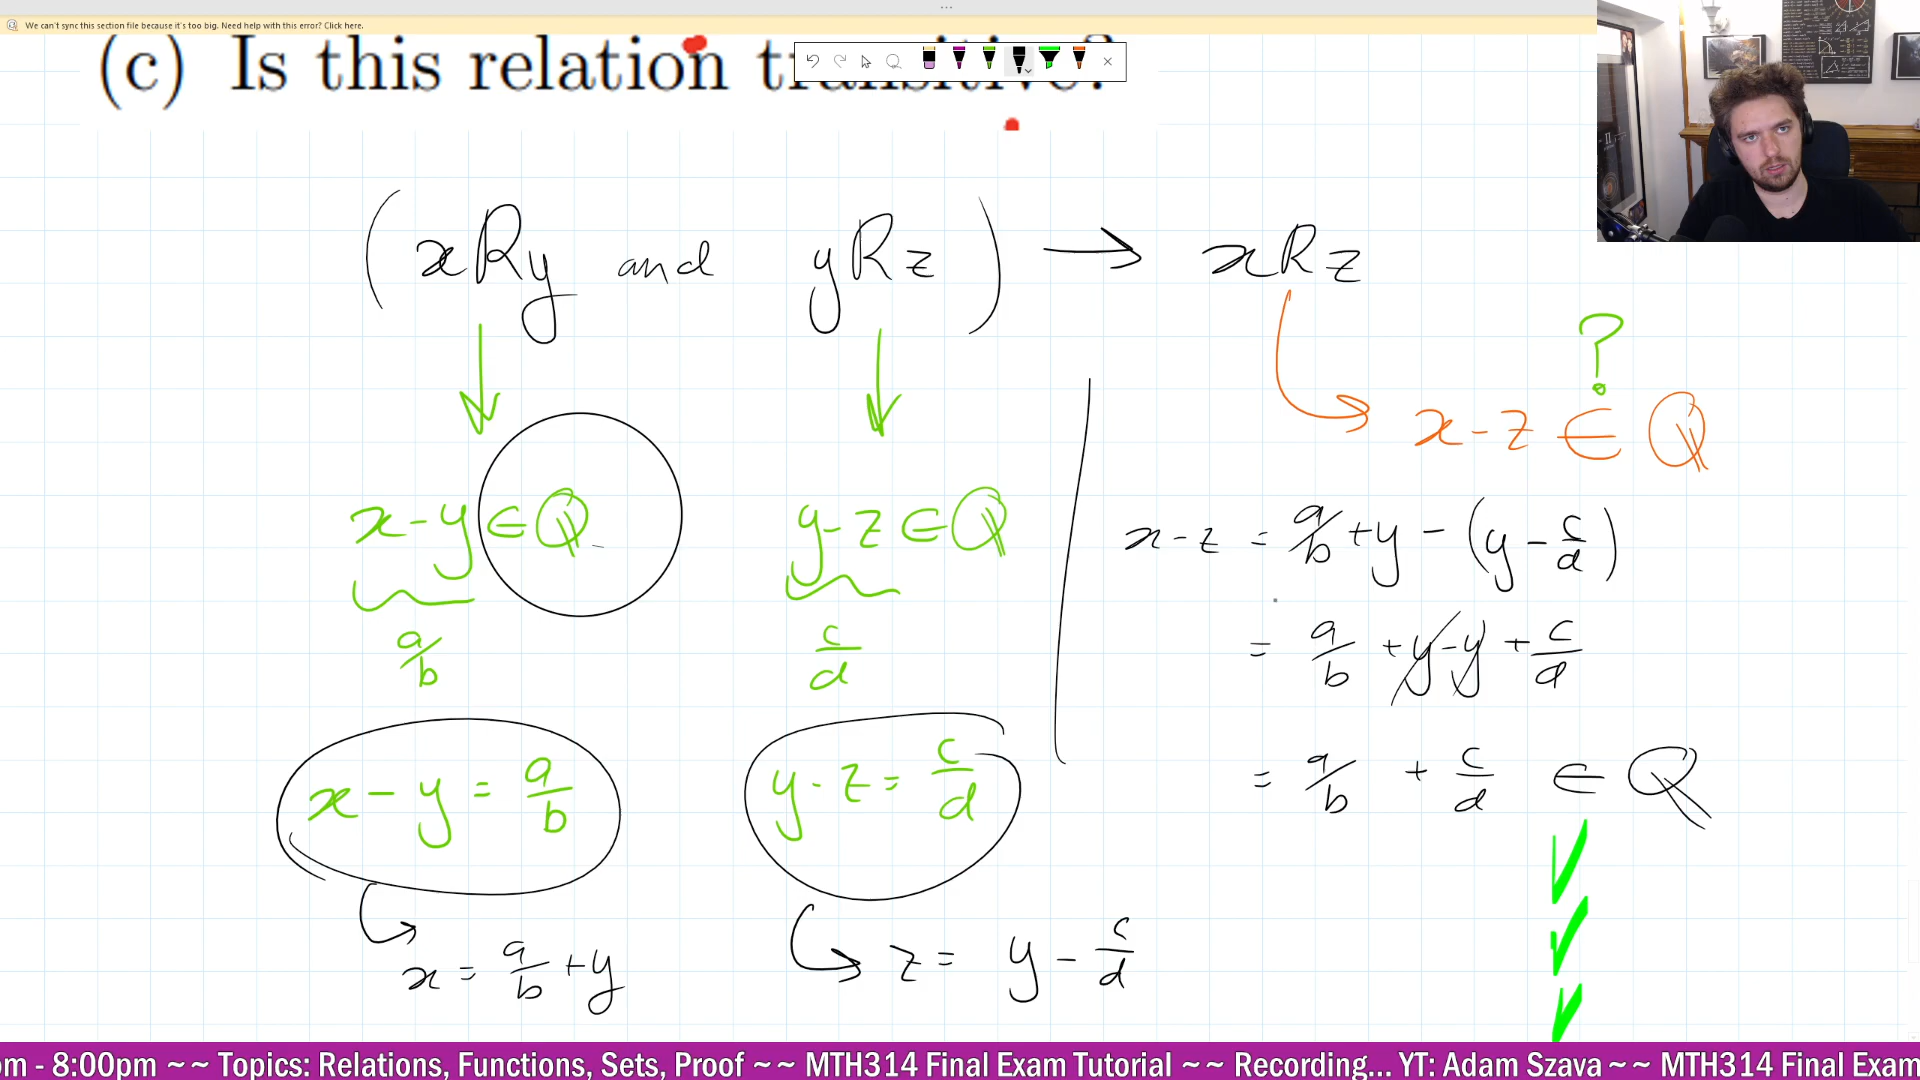 We can't sync this section file because it's too big. Need help with this error? Click here.
(c) Is this relation transitive?
(xRy and yRz) → xRz
?
x-z ∈ ℚ
x-y ∈ ℚ
y-z ∈ ℚ
x-z = a/b + y - (y - c/d)
a/b
c/d
= a/b + y - y + c/d
x - y = a/b
y - z = c/d
= a/b + c/d ∈ ℚ
x = a/b + y
z = y - c/d
pm - 8:00pm ~~ Topics: Relations, Functions, Sets, Proof ~~ MTH314 Final Exam Tutorial ~~ Recording... YT: Adam Szava ~~ MTH314 Final Exam